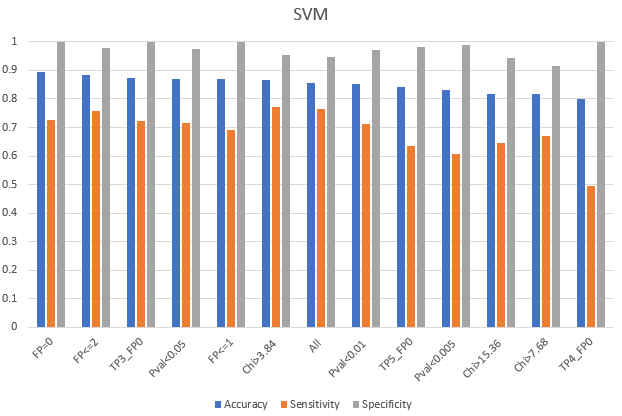 SVM
1
0.9
0.8
0.7
0.6
0.5
0.4
0.3
0.2
0.1
0
FP=0
FP<=2
TP3_FP0
Pval<0.05
FP<=1
Chi>3.84
All
Pval<0.01
TP5_FP0
Pval<0.005
Chi>15.36
Chi>7.68
TP4_FP0
Accuracy Sensitivity Specificity